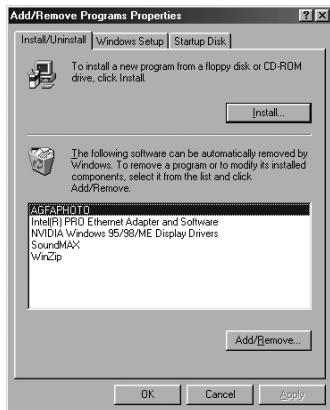 Add/Remove Programs Properties
Install/Uninstall Windows Setup Startup Disk
To install a new program from a floppy disk or CD-ROM
drive, click Install.
Install...
The following software can be automatically removed by
Windows. To remove a program or to modify its installed
components, select it from the list and click
Add/Remove.
AGFAPHOTO
Intel(R) PRO Ethernet Adapter and Software
NVIDIA Windows 95/98/ME Display Drivers
SoundMAX
WinZip
Add/Remove...
OK Cancel Apply